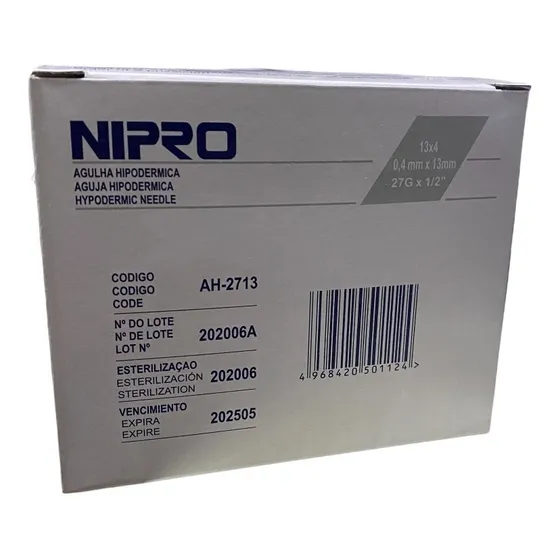 NIPRO
AGULHA HIPODERMICA
AGUJA HIPODERMICA
HYPODERMIC NEEDLE
13x4
0,4 mm x 13mm
27G x 1/2"
CODIGO
CODIGO
CODE
AH-2713
Nº DO LOTE
Nº DE LOTE
LOT Nº
202006A
ESTERILIZAÇAO
ESTERILIZACIÓN
STERILIZATION
202006
VENCIMIENTO
EXPIRA
EXPIRE
202505
4 968420 501124>